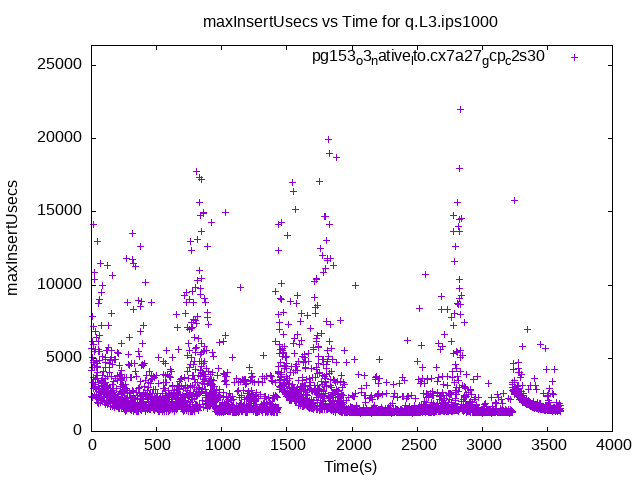 maxInsertUsecs vs Time for q.L3.ips1000
pg153_o3_native_lto.cx7a27_gcp_c2s30
25000
20000
15000
10000
5000
0
maxInsertUsecs
0 500 1000 1500 2000 2500 3000 3500 4000
Time(s)